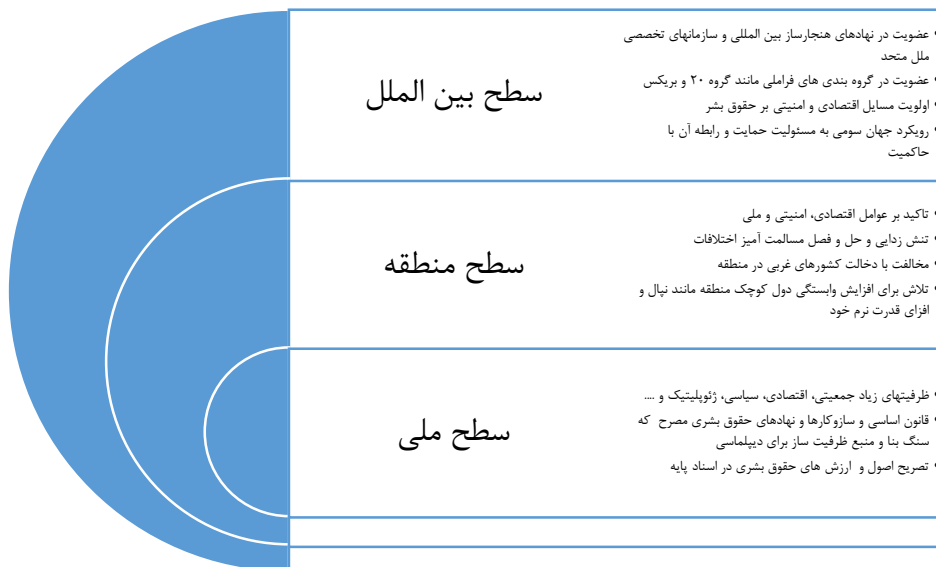 سطح بین الملل
• عضویت در نهادهای هنجارساز بین المللی و سازمانهای تخصصی
ملل متحد
• عضویت در گروه بندی های فراملی مانند گروه ۲۰ و بریکس
• اولویت مسایل اقتصادی و امنیتی بر حقوق بشر
• رویکرد جهان سومی به مسئولیت حمایت و رابطه آن با
حاکمیت
سطح منطقه
• تاکید بر عوامل اقتصادی، امنیتی و ملی
• تنش زدایی و حل و فصل مسالمت آمیز اختلافات
• مخالفت با دخالت کشورهای غربی در منطقه
• تلاش برای افزایش وابستگی دول کوچک منطقه مانند نپال و
افزای قدرت نرم خود
سطح ملی
• ظرفیتهای زیاد جمعیتی، اقتصادی، سیاسی، ژئوپلیتیک و ....
• قانون اساسی و سازوکارها و نهادهای حقوق بشری مصرح که
سنگ بنا و منبع ظرفیت ساز برای دیپلماسی
• تصریح اصول و ارزش های حقوق بشری در اسناد پایه